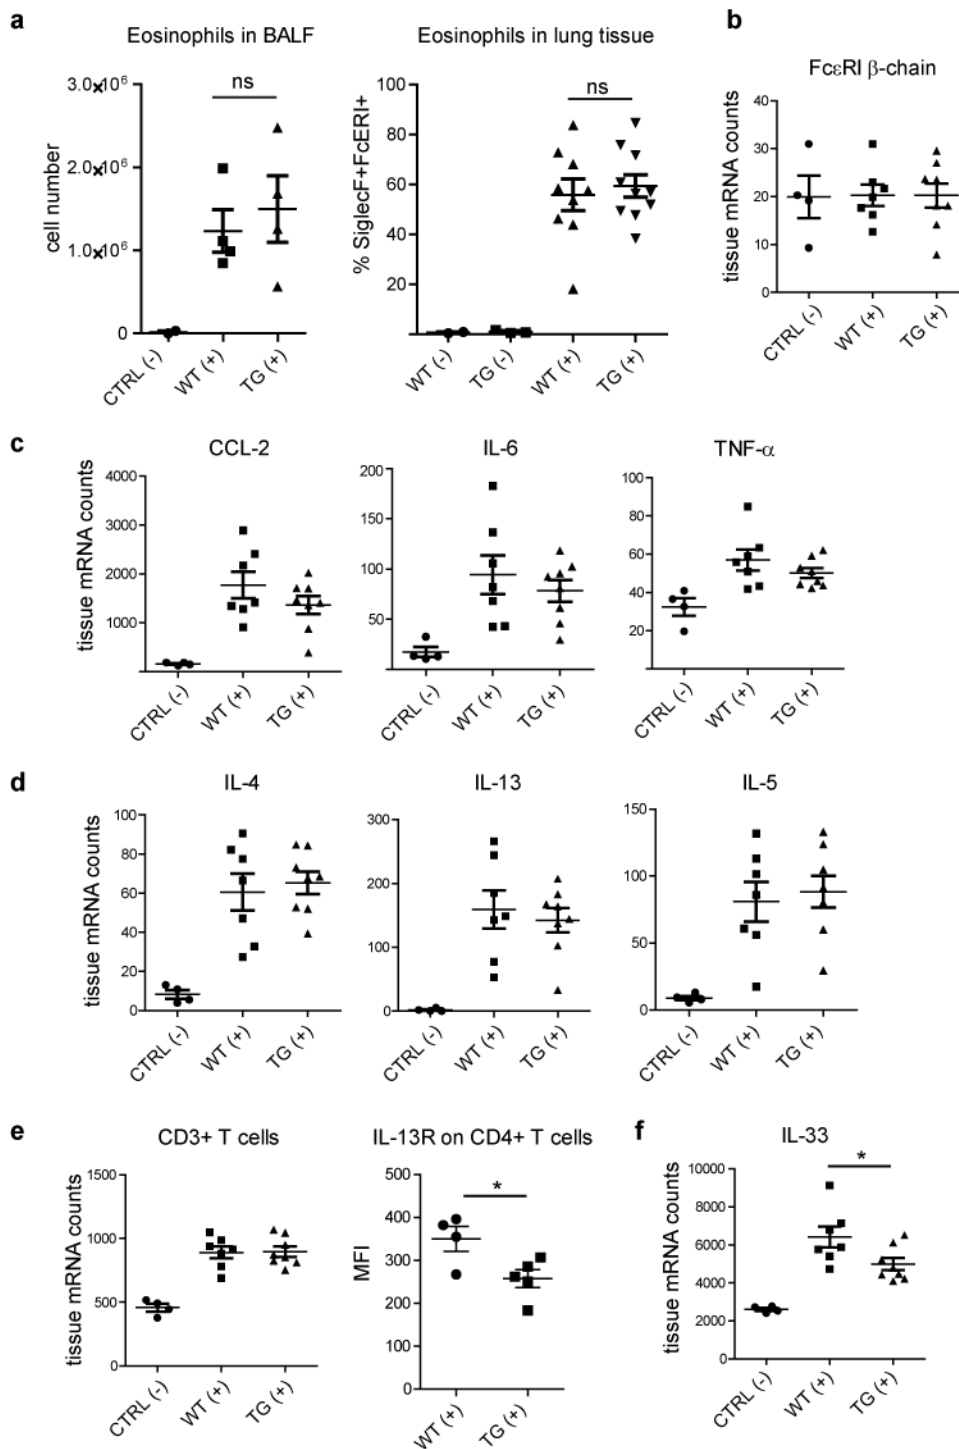 a
b
Eosinophils in BALF
Eosinophils in lung tissue
FcεRI β-chain
cell number
3.0×10⁶
2.0×10⁶
1.0×10⁶
0
ns
CTRL (-)
WT (+)
TG (+)
% SiglecF+FcERI+
100
80
60
40
20
ns
WT (-)
TG (-)
WT (+)
TG (+)
tissue mRNA counts
40
30
20
10
0
CTRL (-)
WT (+)
TG (+)
c
CCL-2
IL-6
TNF-α
tissue mRNA counts
4000
3000
2000
1000
CTRL (-)
WT (+)
TG (+)
200
150
100
50
CTRL (-)
WT (+)
TG (+)
100
80
60
40
20
CTRL (-)
WT (+)
TG (+)
d
IL-4
IL-13
IL-5
tissue mRNA counts
100
80
60
40
20
0
CTRL (-)
WT (+)
TG (+)
300
200
100
0
CTRL (-)
WT (+)
TG (+)
150
100
50
0
CTRL (-)
WT (+)
TG (+)
e
CD3+ T cells
IL-13R on CD4+ T cells
tissue mRNA counts
1500
1000
500
0
CTRL (-)
WT (+)
TG (+)
MFI
500
400
300
200
100
0
*
WT (+)
TG (+)
f
IL-33
tissue mRNA counts
10000
8000
6000
4000
2000
0
*
CTRL (-)
WT (+)
TG (+)